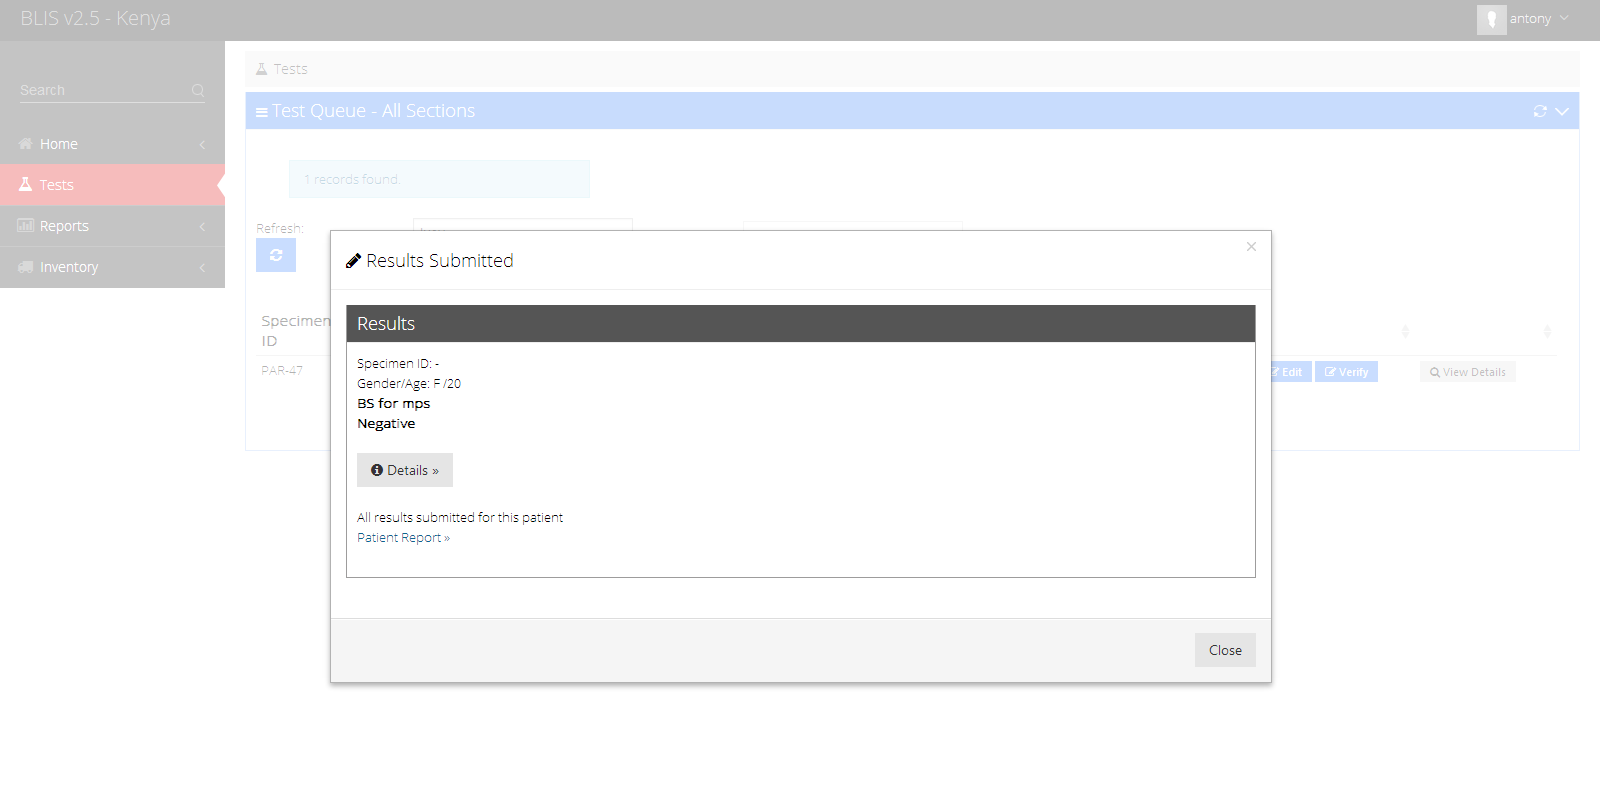 BLIS v2.5 - Kenya
antony
Search
Home
Tests
Reports
Inventory
Tests
Test Queue - All Sections
1 records found.
Refresh:
Specimen
ID
PAR-47
Edit
Verify
View Details
Results Submitted
×
Results
Specimen ID: -
Gender/Age: F /20
BS for mps
Negative
Details »
All results submitted for this patient
Patient Report »
Close